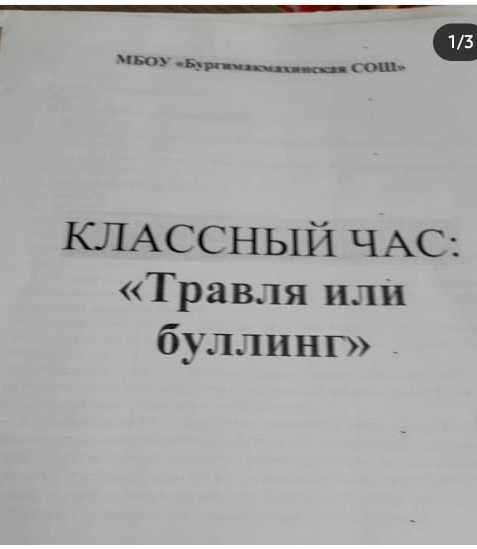 1/3
МБОУ «Бургимакмахинская СОШ»
КЛАССНЫЙ ЧАС:
«Травля или
буллинг»